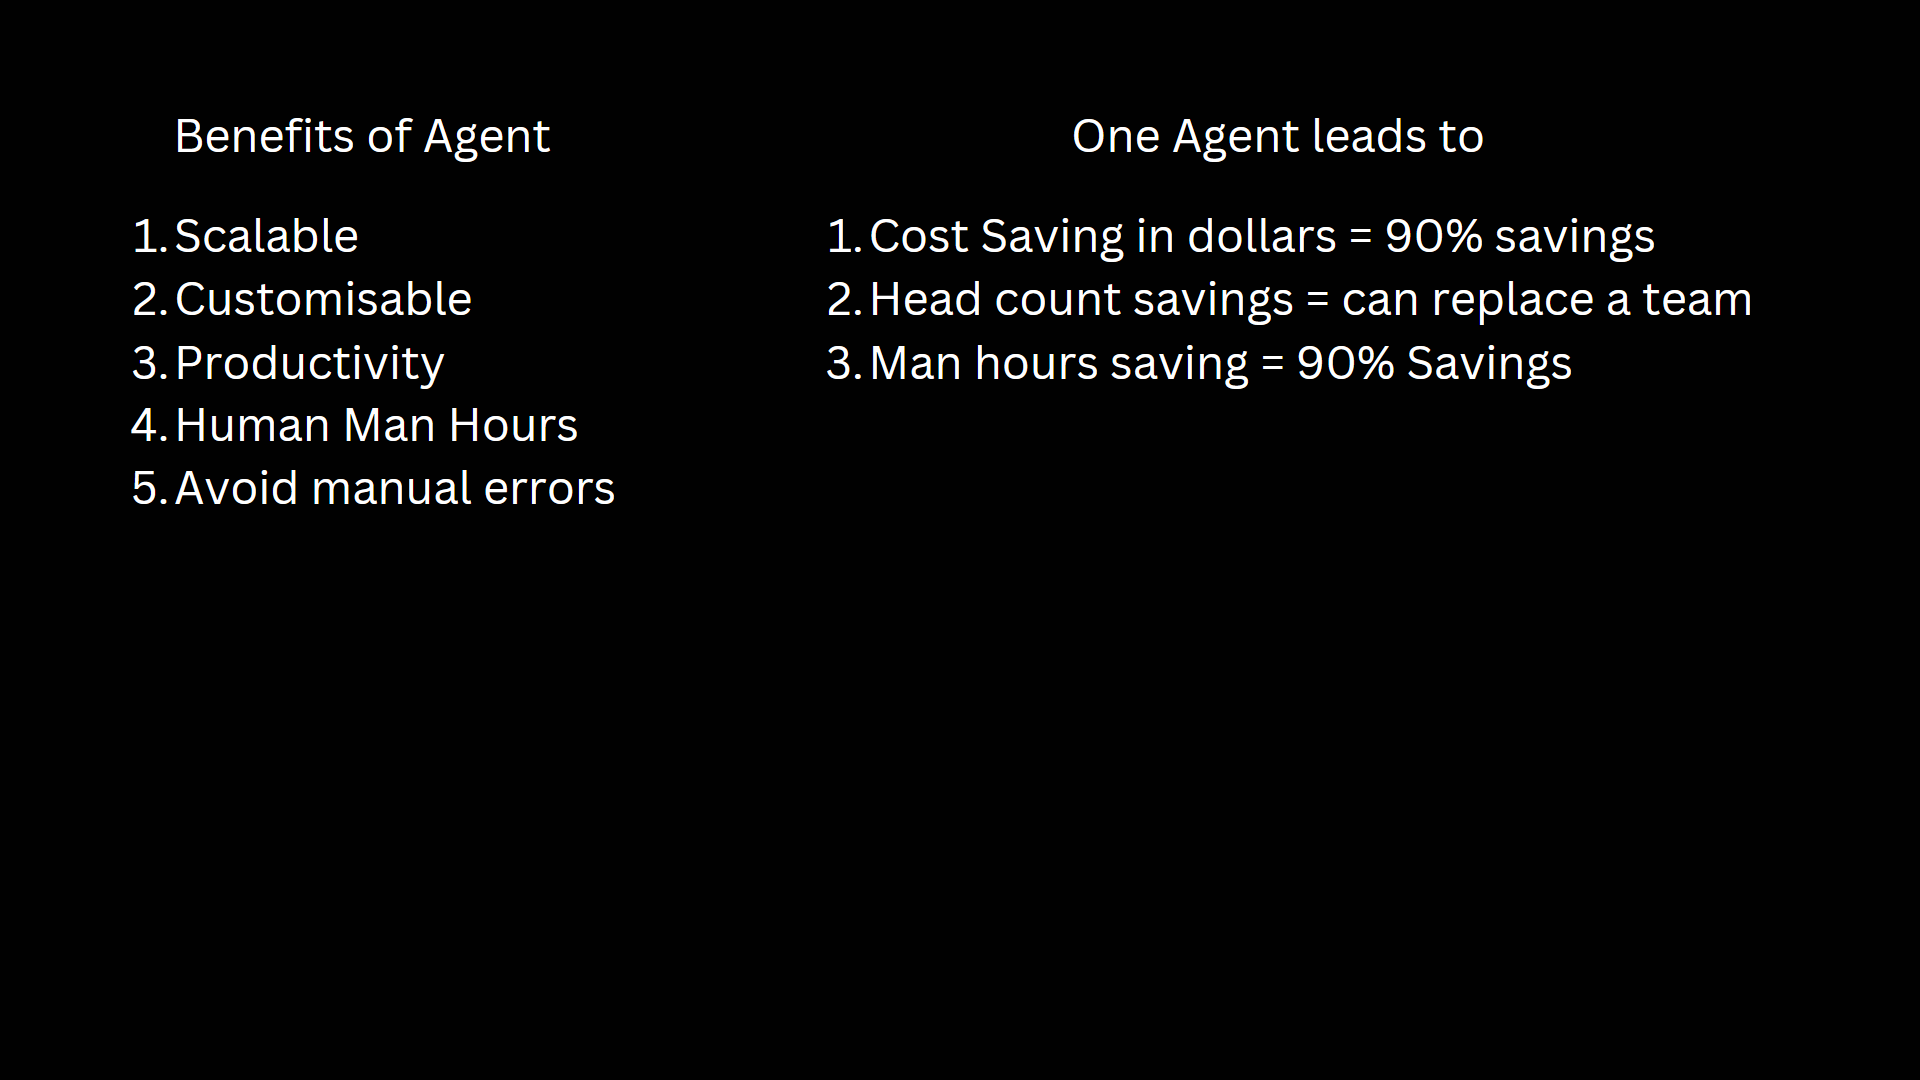 Benefits of Agent
1. Scalable
2. Customisable
3. Productivity
4. Human Man Hours
5. Avoid manual errors
One Agent leads to
1. Cost Saving in dollars = 90% savings
2. Head count savings = can replace a team
3. Man hours saving = 90% Savings